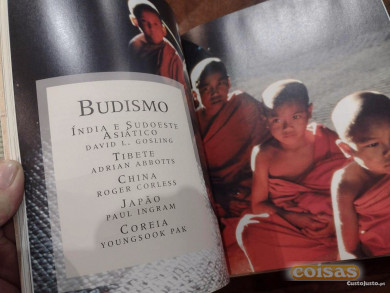 BUDISMO
ÍNDIA E SUDOESTE
ASIÁTICO
DAVID L. GOSLING
TIBETE
ADRIAN ABBOTTS
CHINA
ROGER CORLESS
JAPÃO
PAUL INGRAM
COREIA
YOUNGSOOK PAK
coisas
CustoJusto.pt